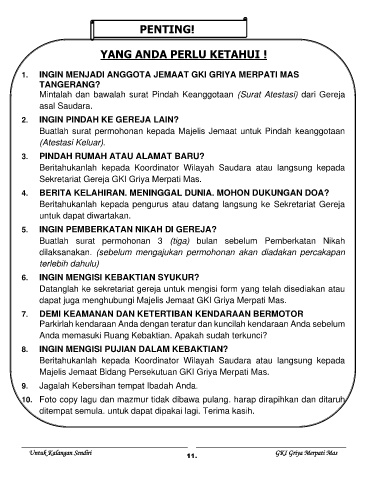 PENTING!
YANG ANDA PERLU KETAHUI !
1. INGIN MENJADI ANGGOTA JEMAAT GKI GRIYA MERPATI MAS
TANGERANG?
Mintalah dan bawalah surat Pindah Keanggotaan (Surat Atestasi) dari Gereja
asal Saudara.
2. INGIN PINDAH KE GEREJA LAIN?
Buatlah surat permohonan kepada Majelis Jemaat untuk Pindah keanggotaan
(Atestasi Keluar).
3. PINDAH RUMAH ATAU ALAMAT BARU?
Beritahukanlah kepada Koordinator Wilayah Saudara atau langsung kepada
Sekretariat Gereja GKI Griya Merpati Mas.
4. BERITA KELAHIRAN. MENINGGAL DUNIA. MOHON DUKUNGAN DOA?
Beritahukanlah kepada pengurus atau datang langsung ke Sekretariat Gereja
untuk dapat diwartakan.
5. INGIN PEMBERKATAN NIKAH DI GEREJA?
Buatlah surat permohonan 3 (tiga) bulan sebelum Pemberkatan Nikah
dilaksanakan. (sebelum mengajukan permohonan akan diadakan percakapan
terlebih dahulu)
6. INGIN MENGISI KEBAKTIAN SYUKUR?
Datanglah ke sekretariat gereja untuk mengisi form yang telah disediakan atau
dapat juga menghubungi Majelis Jemaat GKI Griya Merpati Mas.
7. DEMI KEAMANAN DAN KETERTIBAN KENDARAAN BERMOTOR
Parkirlah kendaraan Anda dengan teratur dan kuncilah kendaraan Anda sebelum
Anda memasuki Ruang Kebaktian. Apakah sudah terkunci?
8. INGIN MENGISI PUJIAN DALAM KEBAKTIAN?
Beritahukanlah kepada Koordinator Wilayah Saudara atau langsung kepada
Majelis Jemaat Bidang Persekutuan GKI Griya Merpati Mas.
9. Jagalah Kebersihan tempat Ibadah Anda.
10. Foto copy lagu dan mazmur tidak dibawa pulang. harap dirapihkan dan ditaruh
ditempat semula. untuk dapat dipakai lagi. Terima kasih.
Untuk Kalangan Sendiri 11. GKI Griya Merpati Mas